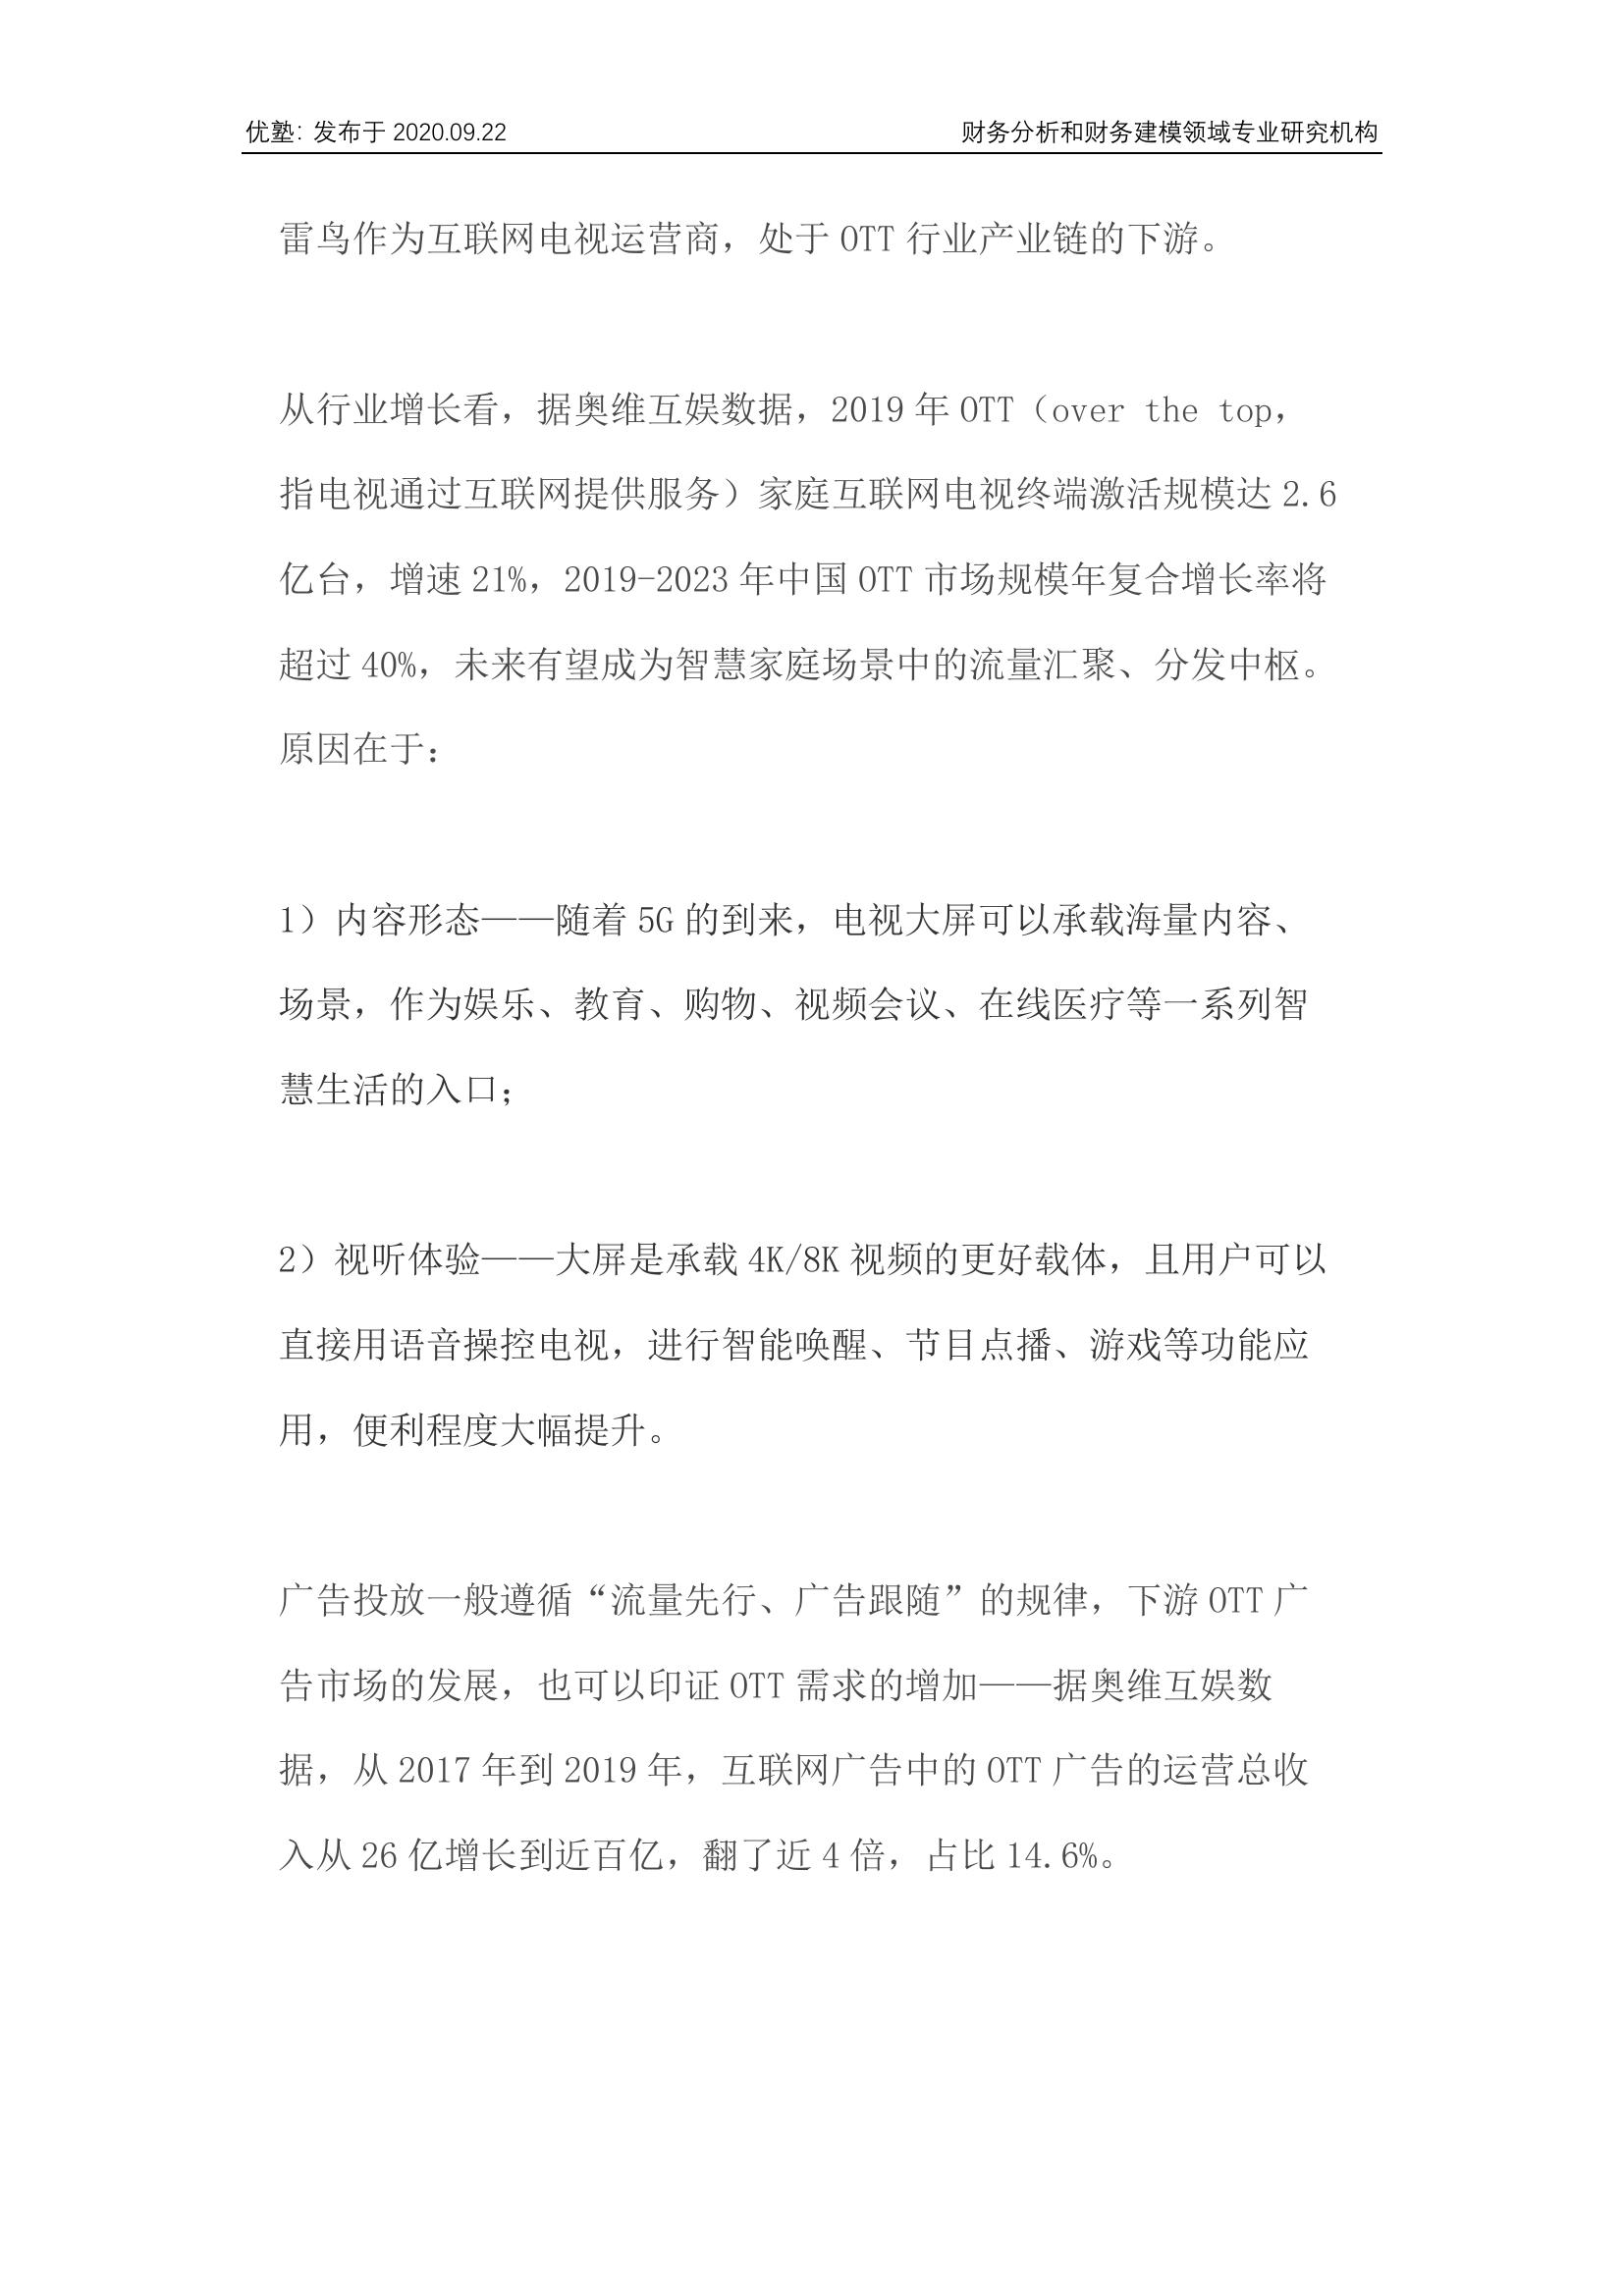 优塾：发布于 2020.09.22 财务分析和财务建模领域专业研究机构
雷鸟作为互联网电视运营商，处于 OTT 行业产业链的下游。
从行业增长看，据奥维互娱数据，2019 年 OTT（over the top，
指电视通过互联网提供服务）家庭互联网电视终端激活规模达 2.6
亿台，增速 21%，2019-2023 年中国 OTT 市场规模年复合增长率将
超过 40%，未来有望成为智慧家庭场景中的流量汇聚、分发中枢。
原因在于：
1）内容形态——随着 5G 的到来，电视大屏可以承载海量内容、
场景，作为娱乐、教育、购物、视频会议、在线医疗等一系列智
慧生活的入口；
2）视听体验——大屏是承载 4K/8K 视频的更好载体，且用户可以
直接用语音操控电视，进行智能唤醒、节目点播、游戏等功能应
用，便利程度大幅提升。
广告投放一般遵循“流量先行、广告跟随”的规律，下游 OTT 广
告市场的发展，也可以印证 OTT 需求的增加——据奥维互娱数
据，从 2017 年到 2019 年，互联网广告中的 OTT 广告的运营总收
入从 26 亿增长到近百亿，翻了近 4 倍，占比 14.6%。